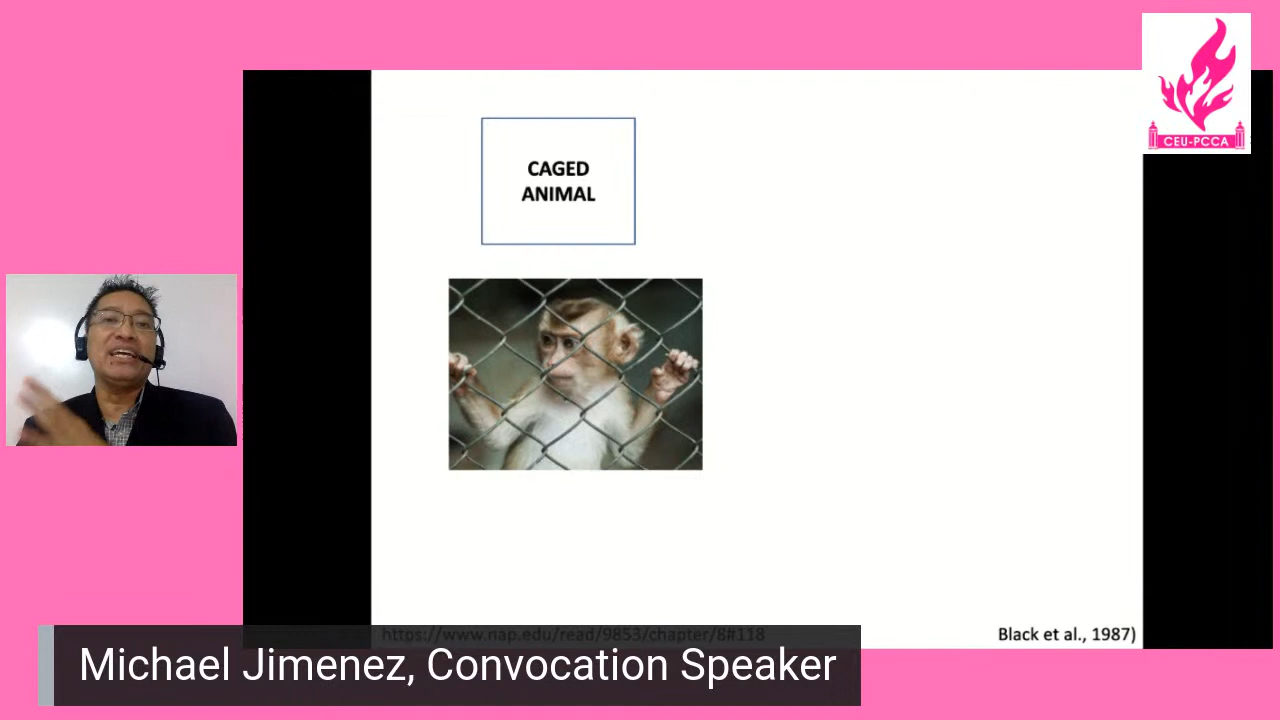 CEU-PCCA
CAGED
ANIMAL
https://www.nap.edu/read/9853/chapter/8#118
Black et al., 1987)
Michael Jimenez, Convocation Speaker